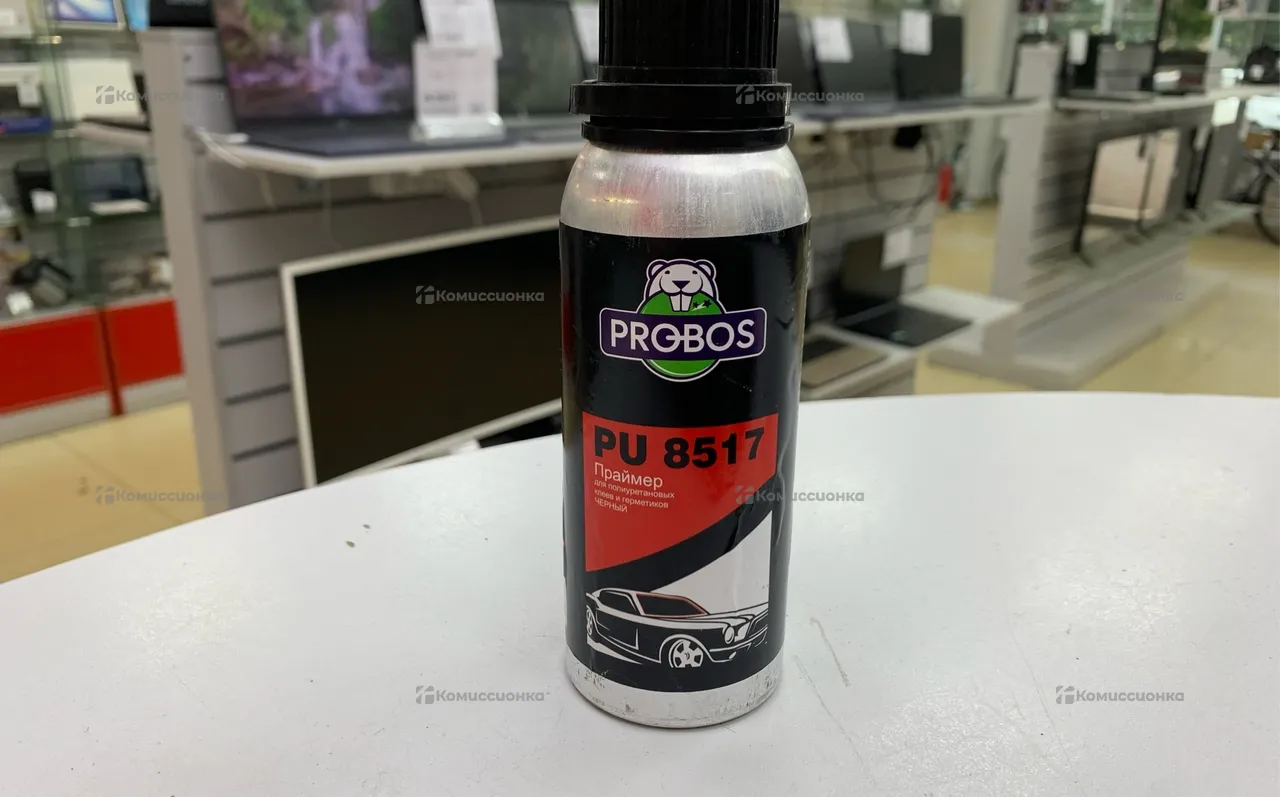 Комиссионка
Комиссионка
Комиссионка
Комиссионка
PROBOS
PU 8517
Праймер
для полиуретановых
клеев и герметиков
ЧЕРНЫЙ
Комиссионка
Комиссионка
Комиссионка
Комиссионка